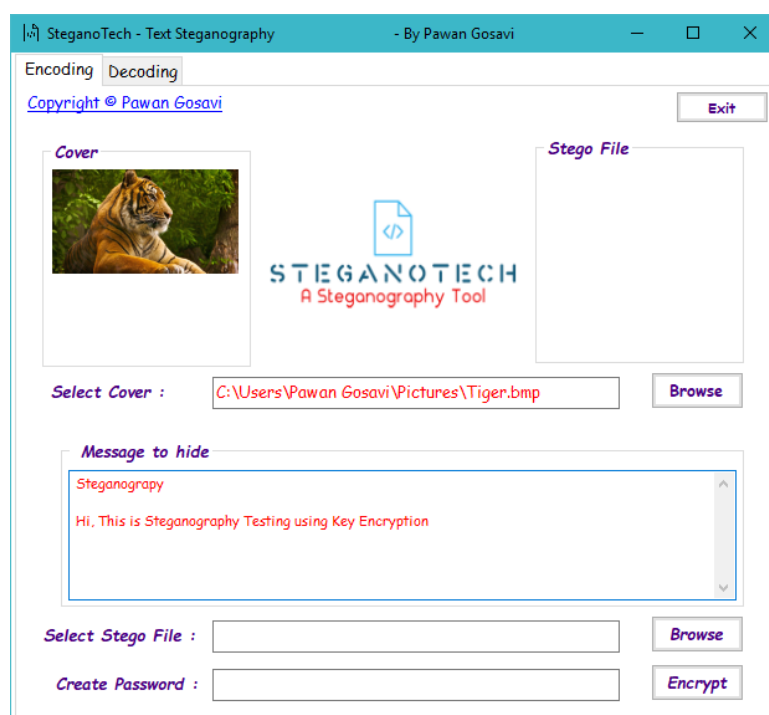 SteganoTech - Text Steganography - By Pawan Gosavi
Encoding Decoding
Copyright © Pawan Gosavi
Exit
Cover
Stego File
</>
STEGANOTECH
A Steganography Tool
Select Cover : C:\Users\Pawan Gosavi\Pictures\Tiger.bmp Browse
Message to hide
Steganograpy
Hi, This is Steganography Testing using Key Encryption
Select Stego File : Browse
Create Password : Encrypt